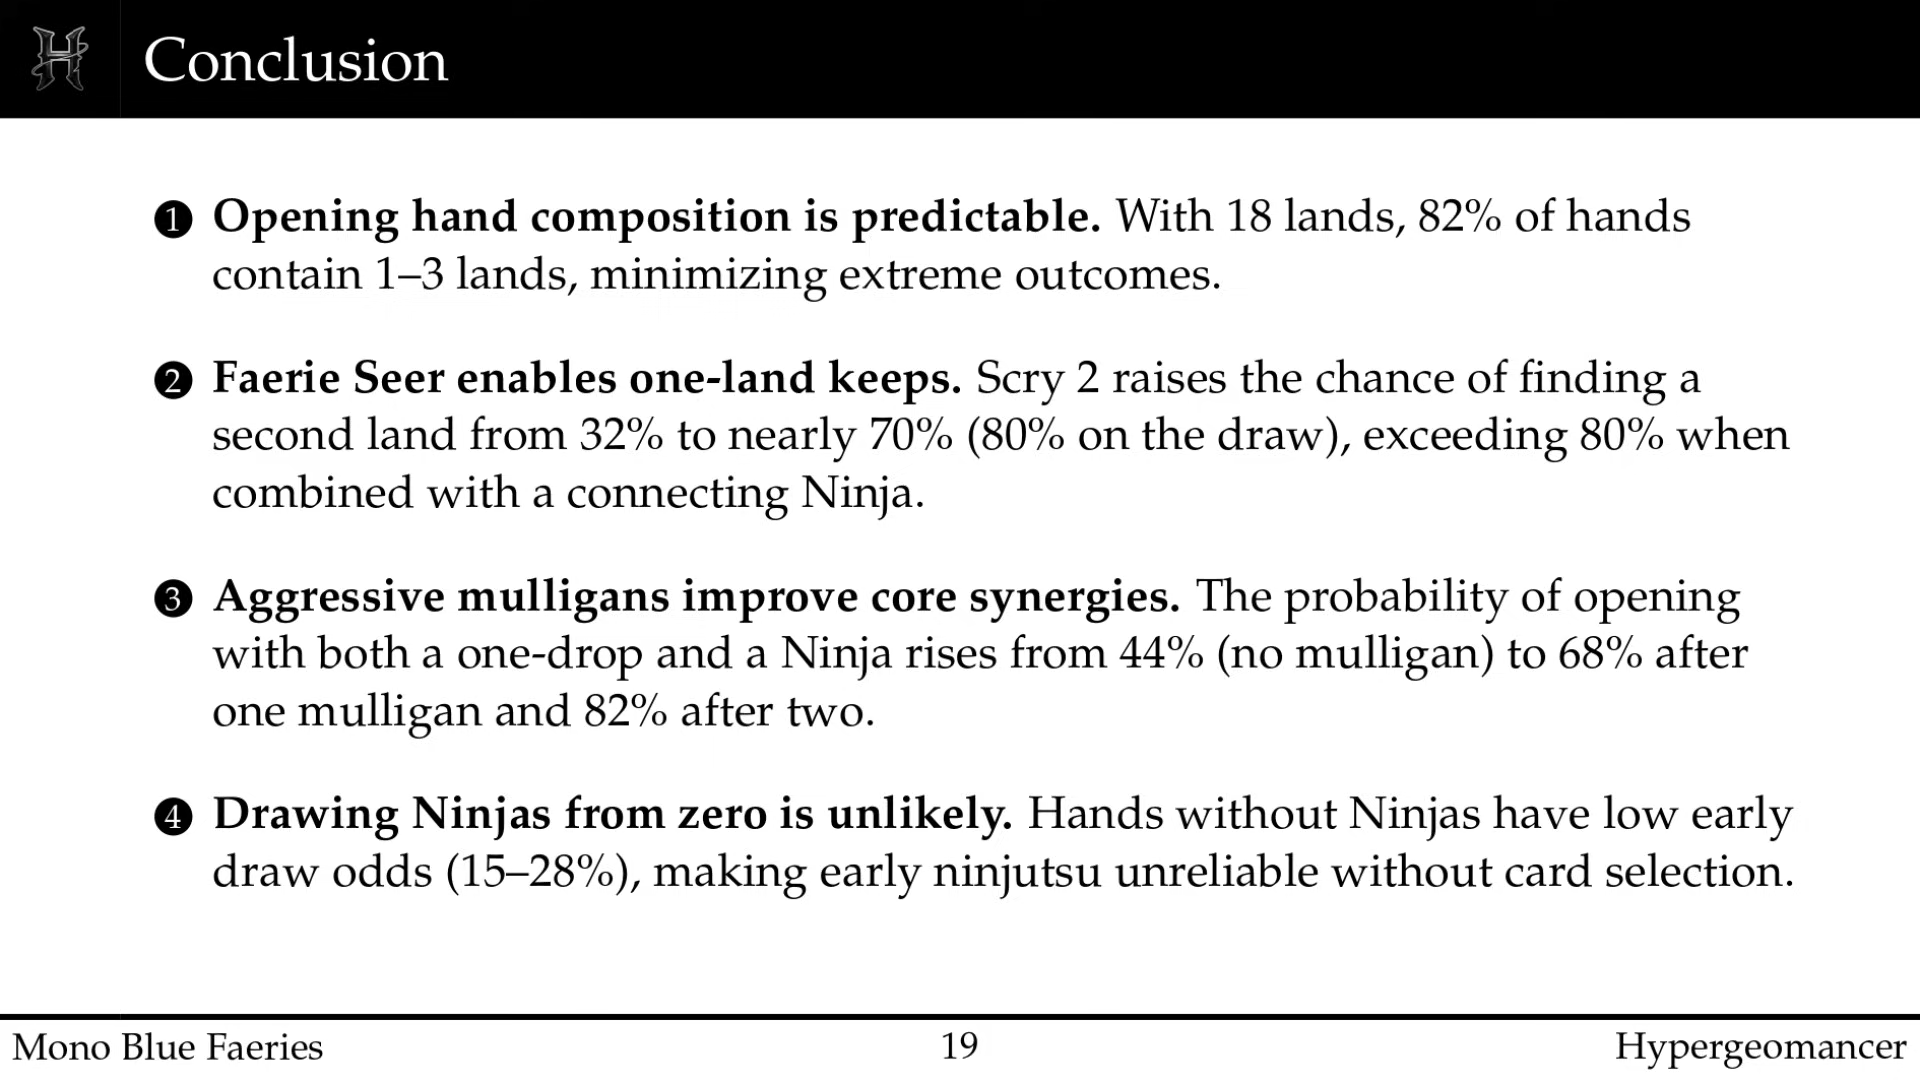 H Conclusion
❶ Opening hand composition is predictable. With 18 lands, 82% of hands
contain 1–3 lands, minimizing extreme outcomes.
❷ Faerie Seer enables one-land keeps. Scry 2 raises the chance of finding a
second land from 32% to nearly 70% (80% on the draw), exceeding 80% when
combined with a connecting Ninja.
❸ Aggressive mulligans improve core synergies. The probability of opening
with both a one-drop and a Ninja rises from 44% (no mulligan) to 68% after
one mulligan and 82% after two.
❹ Drawing Ninjas from zero is unlikely. Hands without Ninjas have low early
draw odds (15–28%), making early ninjutsu unreliable without card selection.
Mono Blue Faeries 19 Hypergeomancer